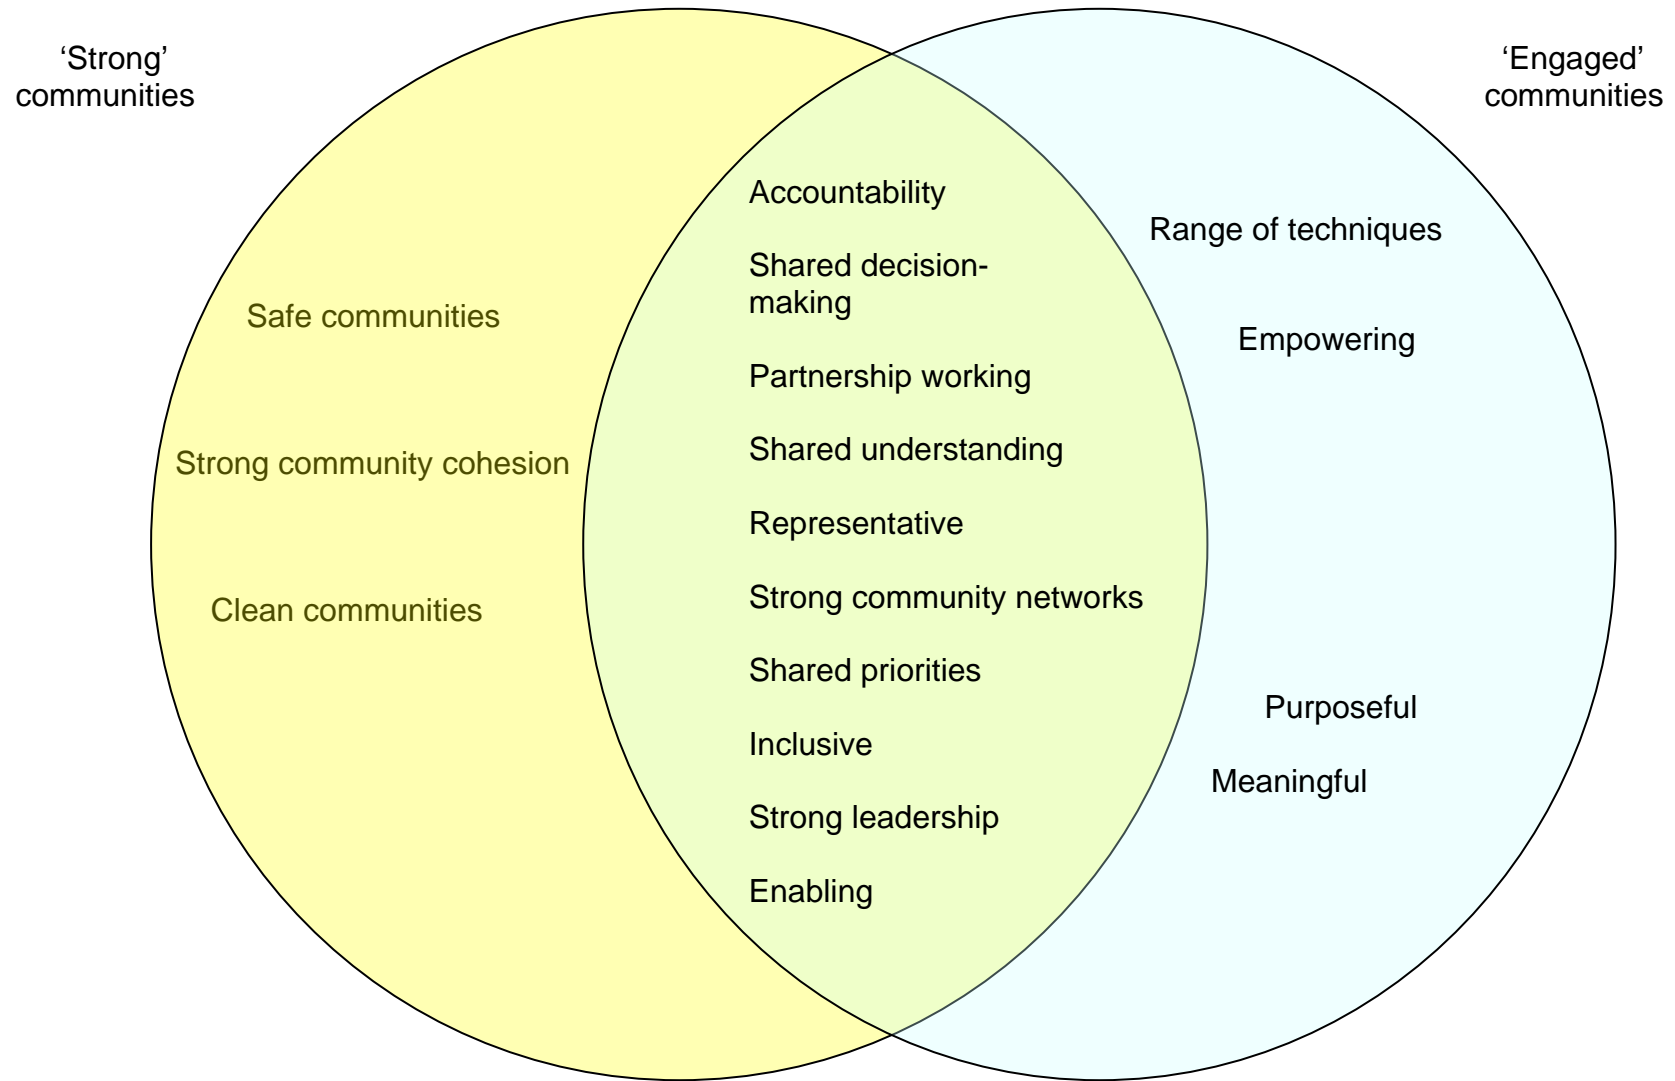 ‘Strong’
communities
‘Engaged’
communities
Safe communities
Strong community cohesion
Clean communities
Accountability
Shared decision-
making
Partnership working
Shared understanding
Representative
Strong community networks
Shared priorities
Inclusive
Strong leadership
Enabling
Range of techniques
Empowering
Purposeful
Meaningful